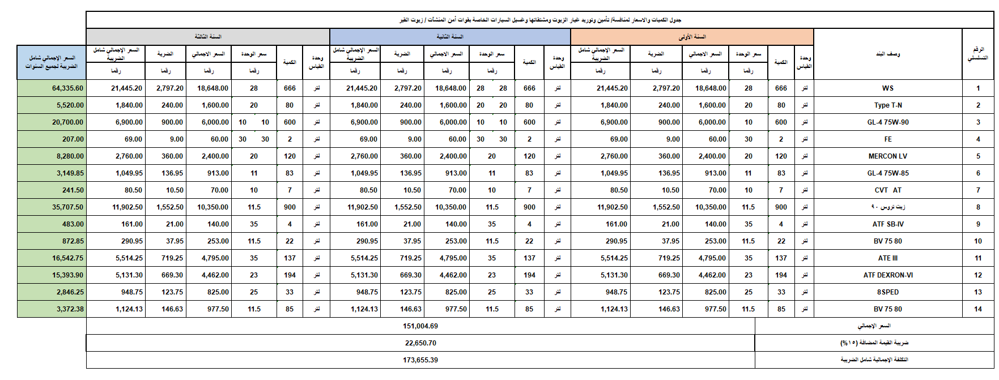 جدول الكميات والاسعار لمنافسة/ تأمين وتوريد غيار الزيوت ومشتقاتها وغسيل السيارات الخاصة بقوات أمن المنشآت / زيوت القير
الرقم التسلسلي وصف البند السنة الأولى السنة الثانية السنة الثالثة
وحدة القياس الكمية سعر الوحدة السعر الاجمالي الضريبة السعر الإجمالي شامل الضريبية وحدة القياس الكمية سعر الوحدة السعر الاجمالي الضريبة السعر الإجمالي شامل الضريبية وحدة القياس الكمية سعر الوحدة السعر الاجمالي الضريبة السعر الإجمالي شامل الضريبية السعر الإجمالي شامل الضريبة لجميع السنوات
رقما رقما رقما رقما رقما رقما رقما رقما رقما رقما رقما رقما
1 WS لتر 666 28 18,648.00 2,797.20 21,445.20 لتر 666 28 28 18,648.00 2,797.20 21,445.20 لتر 666 28 18,648.00 2,797.20 21,445.20 64,335.60
2 Type T-N لتر 80 20 1,600.00 240.00 1,840.00 لتر 80 20 20 1,600.00 240.00 1,840.00 لتر 80 20 1,600.00 240.00 1,840.00 5,520.00
3 GL-4 75W-90 لتر 600 10 6,000.00 900.00 6,900.00 لتر 600 10 10 6,000.00 900.00 6,900.00 لتر 600 10 10 6,000.00 900.00 6,900.00 20,700.00
4 FE لتر 2 30 60.00 9.00 69.00 لتر 2 30 30 60.00 9.00 69.00 لتر 2 30 30 60.00 9.00 69.00 207.00
5 MERCON LV لتر 120 20 2,400.00 360.00 2,760.00 لتر 120 20 2,400.00 360.00 2,760.00 لتر 120 20 2,400.00 360.00 2,760.00 8,280.00
6 GL-4 75W-85 لتر 83 11 913.00 136.95 1,049.95 لتر 83 11 913.00 136.95 1,049.95 لتر 83 11 913.00 136.95 1,049.95 3,149.85
7 CVT AT لتر 7 10 70.00 10.50 80.50 لتر 7 10 70.00 10.50 80.50 لتر 7 10 70.00 10.50 80.50 241.50
8 زيت تروس ٩٠ لتر 900 11.5 10,350.00 1,552.50 11,902.50 لتر 900 11.5 10,350.00 1,552.50 11,902.50 لتر 900 11.5 10,350.00 1,552.50 11,902.50 35,707.50
9 ATF SB-IV لتر 4 35 140.00 21.00 161.00 لتر 4 35 140.00 21.00 161.00 لتر 4 35 140.00 21.00 161.00 483.00
10 BV 75 80 لتر 22 11.5 253.00 37.95 290.95 لتر 22 11.5 253.00 37.95 290.95 لتر 22 11.5 253.00 37.95 290.95 872.85
11 ATE III لتر 137 35 4,795.00 719.25 5,514.25 لتر 137 35 4,795.00 719.25 5,514.25 لتر 137 35 4,795.00 719.25 5,514.25 16,542.75
12 ATF DEXRON-VI لتر 194 23 4,462.00 669.30 5,131.30 لتر 194 23 4,462.00 669.30 5,131.30 لتر 194 23 4,462.00 669.30 5,131.30 15,393.90
13 8SPED لتر 33 25 825.00 123.75 948.75 لتر 33 25 825.00 123.75 948.75 لتر 33 25 825.00 123.75 948.75 2,846.25
14 BV 75 80 لتر 85 11.5 977.50 146.63 1,124.13 لتر 85 11.5 977.50 146.63 1,124.13 لتر 85 11.5 977.50 146.63 1,124.13 3,372.38
السعر الإجمالي 151,004.69
ضريبة القيمة المضافة (١٥%) 22,650.70
التكلفة الإجمالية شامل الضريبة 173,655.39